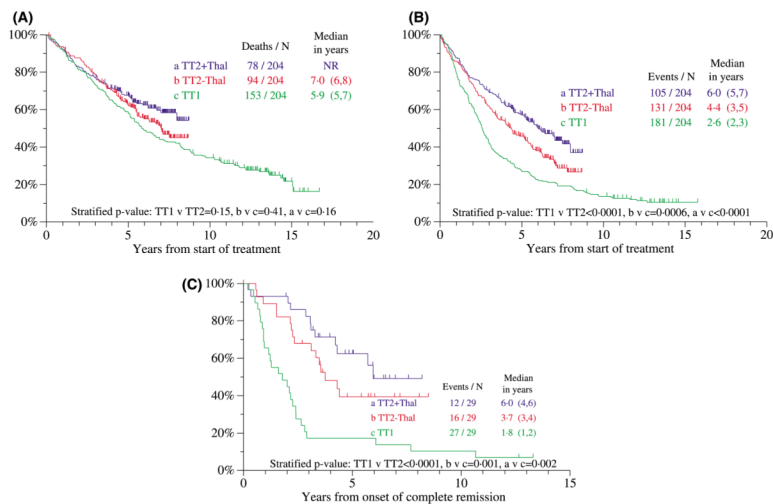 (A)
Deaths / N
Median
in years
a TT2+Thal 78 / 204 NR
b TT2-Thal 94 / 204 7·0 (6,8)
c TT1 153 / 204 5·9 (5,7)
100%
80%
60%
40%
20%
0%
Stratified p-value: TT1 v TT2=0·15, b v c=0·41, a v c=0·16
0 5 10 15 20
Years from start of treatment
(B)
Events / N
Median
in years
a TT2+Thal 105 / 204 6·0 (5,7)
b TT2-Thal 131 / 204 4·4 (3,5)
c TT1 181 / 204 2·6 (2,3)
100%
80%
60%
40%
20%
0%
Stratified p-value: TT1 v TT2<0·0001, b v c=0·0006, a v c<0·0001
0 5 10 15 20
Years from start of treatment
(C)
Events / N
Median
in years
a TT2+Thal 12 / 29 6·0 (4,6)
b TT2-Thal 16 / 29 3·7 (3,4)
c TT1 27 / 29 1·8 (1,2)
100%
80%
60%
40%
20%
0%
Stratified p-value: TT1 v TT2<0·0001, b v c=0·001, a v c=0·002
0 5 10 15
Years from onset of complete remission